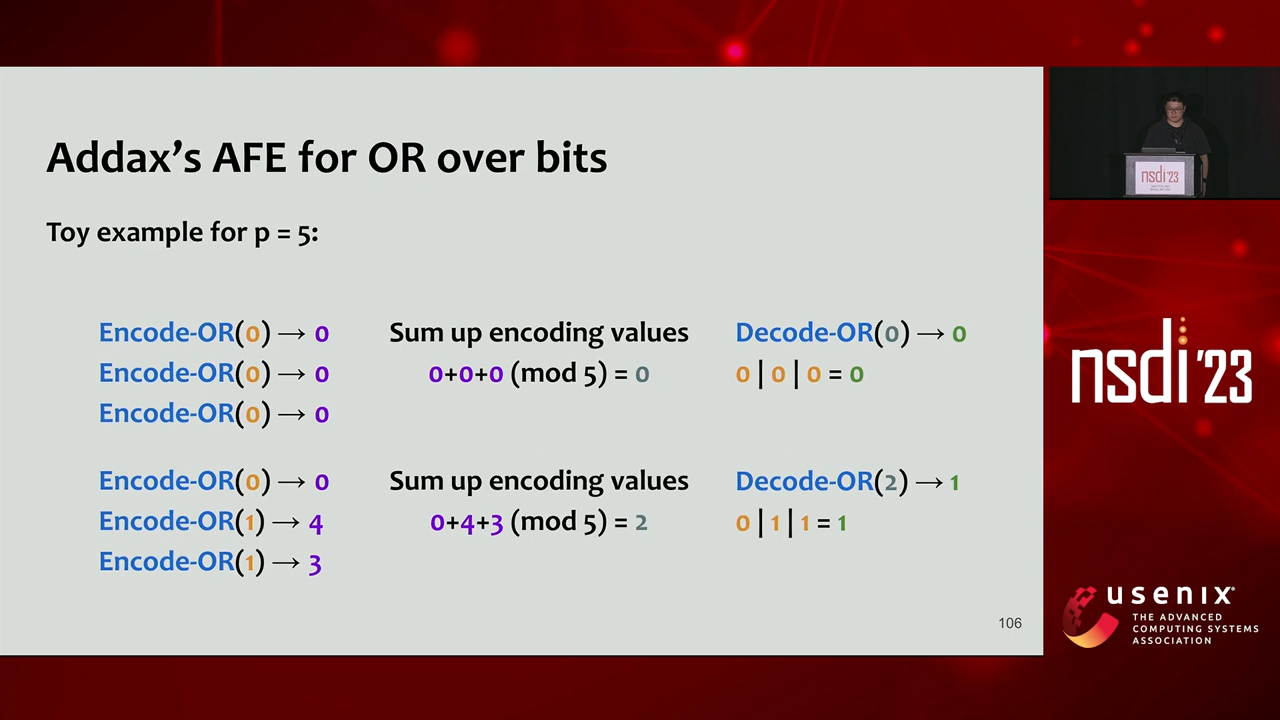 Addax's AFE for OR over bits
Toy example for p = 5:
Encode-OR(0) → 0
Encode-OR(0) → 0
Encode-OR(0) → 0
Sum up encoding values
0+0+0 (mod 5) = 0
Decode-OR(0) → 0
0 | 0 | 0 = 0
Encode-OR(0) → 0
Encode-OR(1) → 4
Encode-OR(1) → 3
Sum up encoding values
0+4+3 (mod 5) = 2
Decode-OR(2) → 1
0 | 1 | 1 = 1
106
nsdi'23
nsdi '23
usenix
THE ADVANCED
COMPUTING SYSTEMS
ASSOCIATION